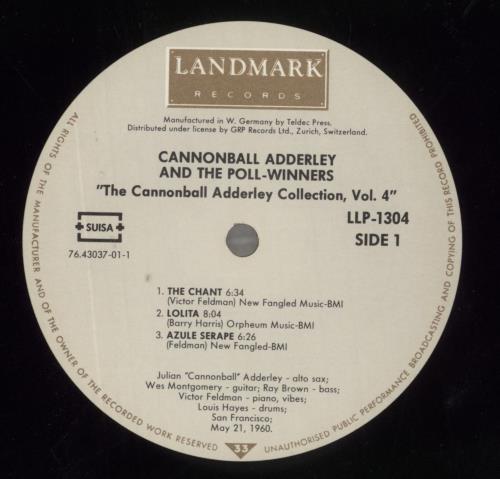 LANDMARK
RECORDS
Manufactured in W. Germany by Teldec Press.
Distributed under license by GRP Records Ltd., Zurich, Switzerland.
CANNONBALL ADDERLEY
AND THE POLL-WINNERS
"The Cannonball Adderley Collection, Vol. 4"
SUISA
76.43037-01-1
LLP-1304
SIDE 1
1. THE CHANT 6:34
(Victor Feldman) New Fangled Music-BMI
2. LOLITA 8:04
(Barry Harris) Orpheum Music-BMI
3. AZULE SERAPE 6:26
(Feldman) New Fangled-BMI
Julian "Cannonball" Adderley - alto sax;
Wes Montgomery - guitar; Ray Brown - bass;
Victor Feldman - piano, vibes;
Louis Hayes - drums;
San Francisco;
May 21, 1960.
33
ALL RIGHTS OF THE MANUFACTURER AND OF THE OWNER OF THE RECORDED WORK RESERVED
UNAUTHORISED PUBLIC PERFORMANCE BROADCASTING AND COPYING OF THIS RECORD PROHIBITED